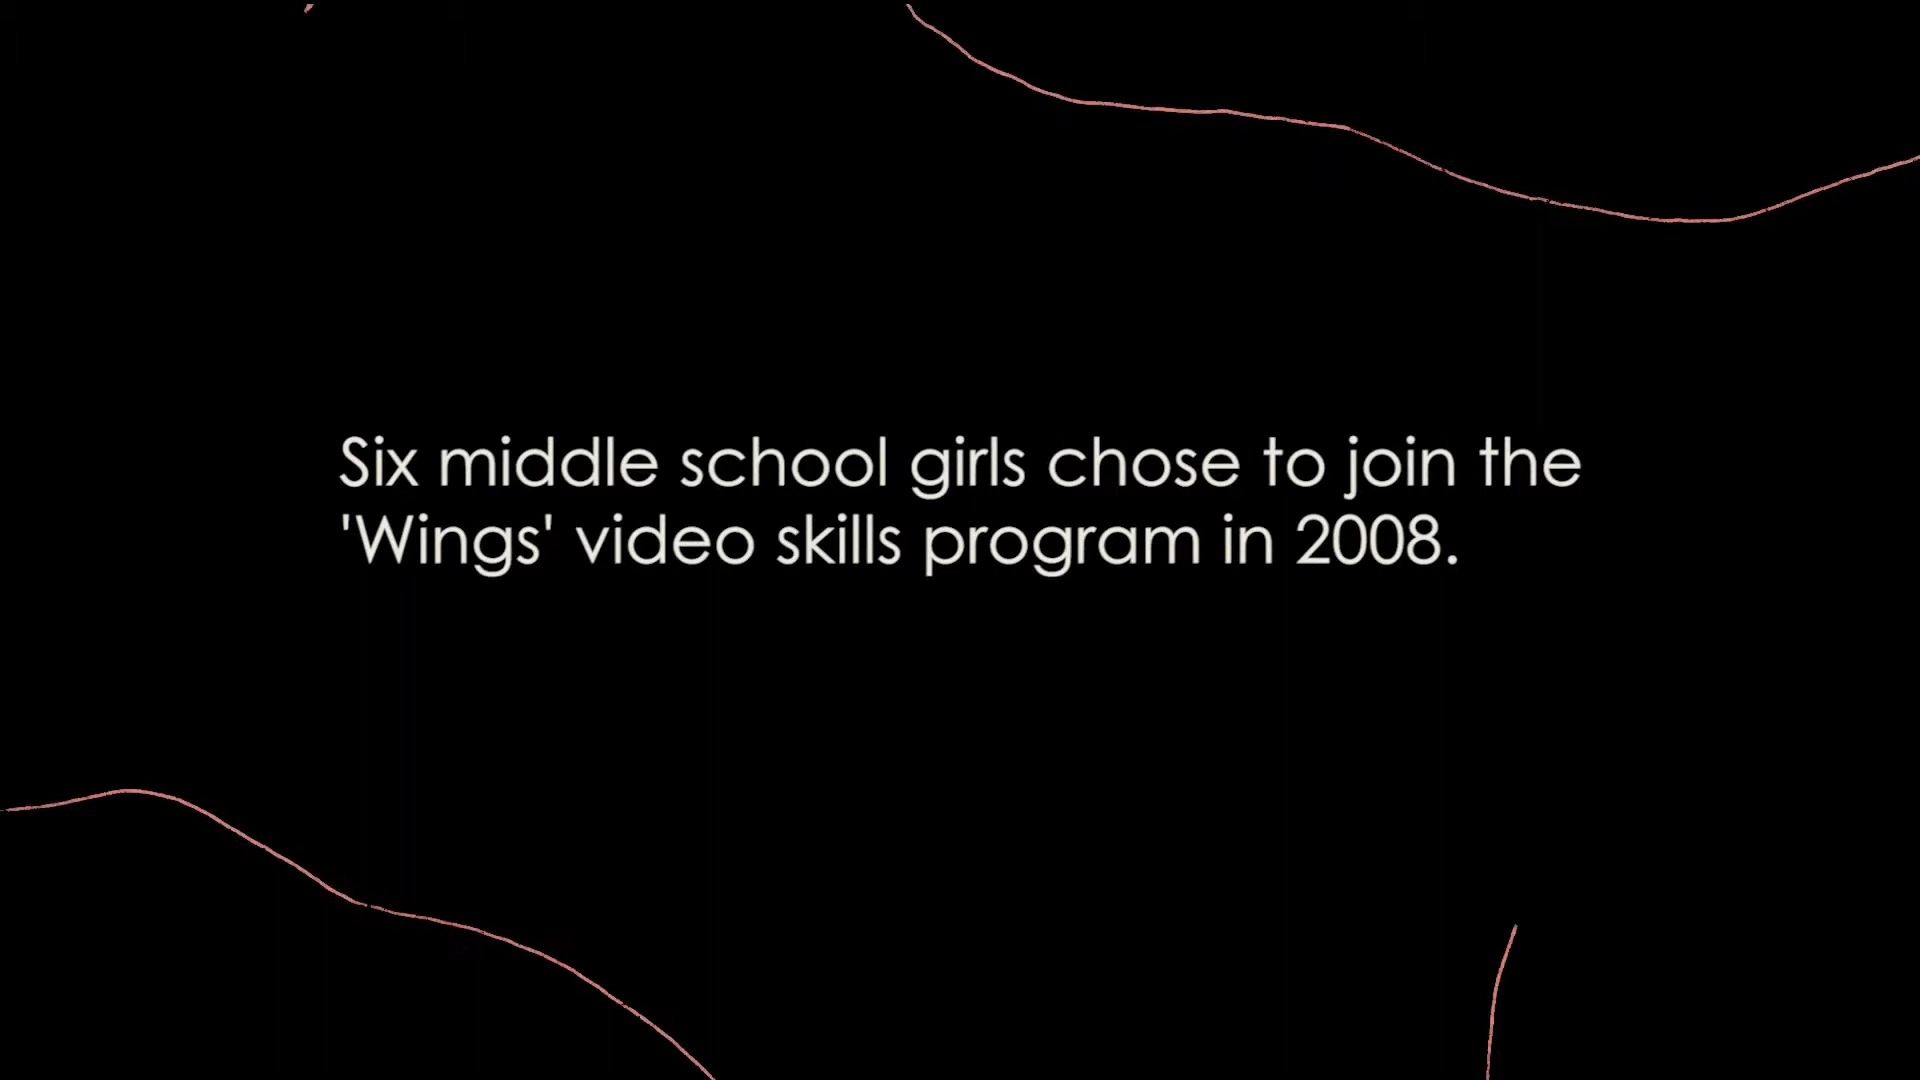 Six middle school girls chose to join the
'Wings' video skills program in 2008.